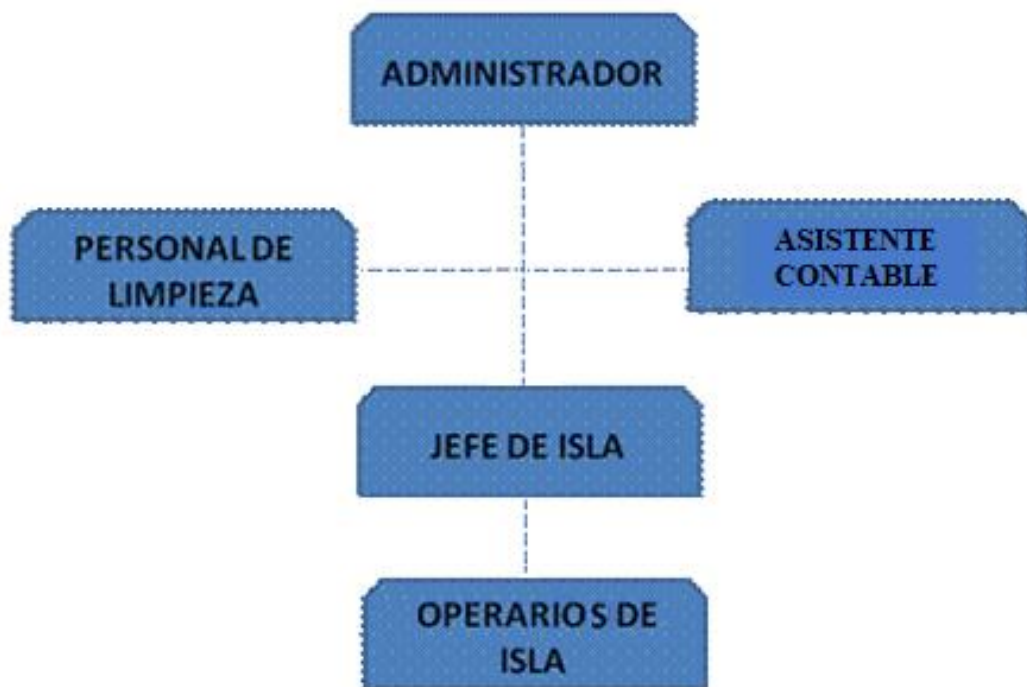 ADMINISTRADOR
PERSONAL DE
LIMPIEZA
ASISTENTE
CONTABLE
JEFE DE ISLA
OPERARIOS DE
ISLA